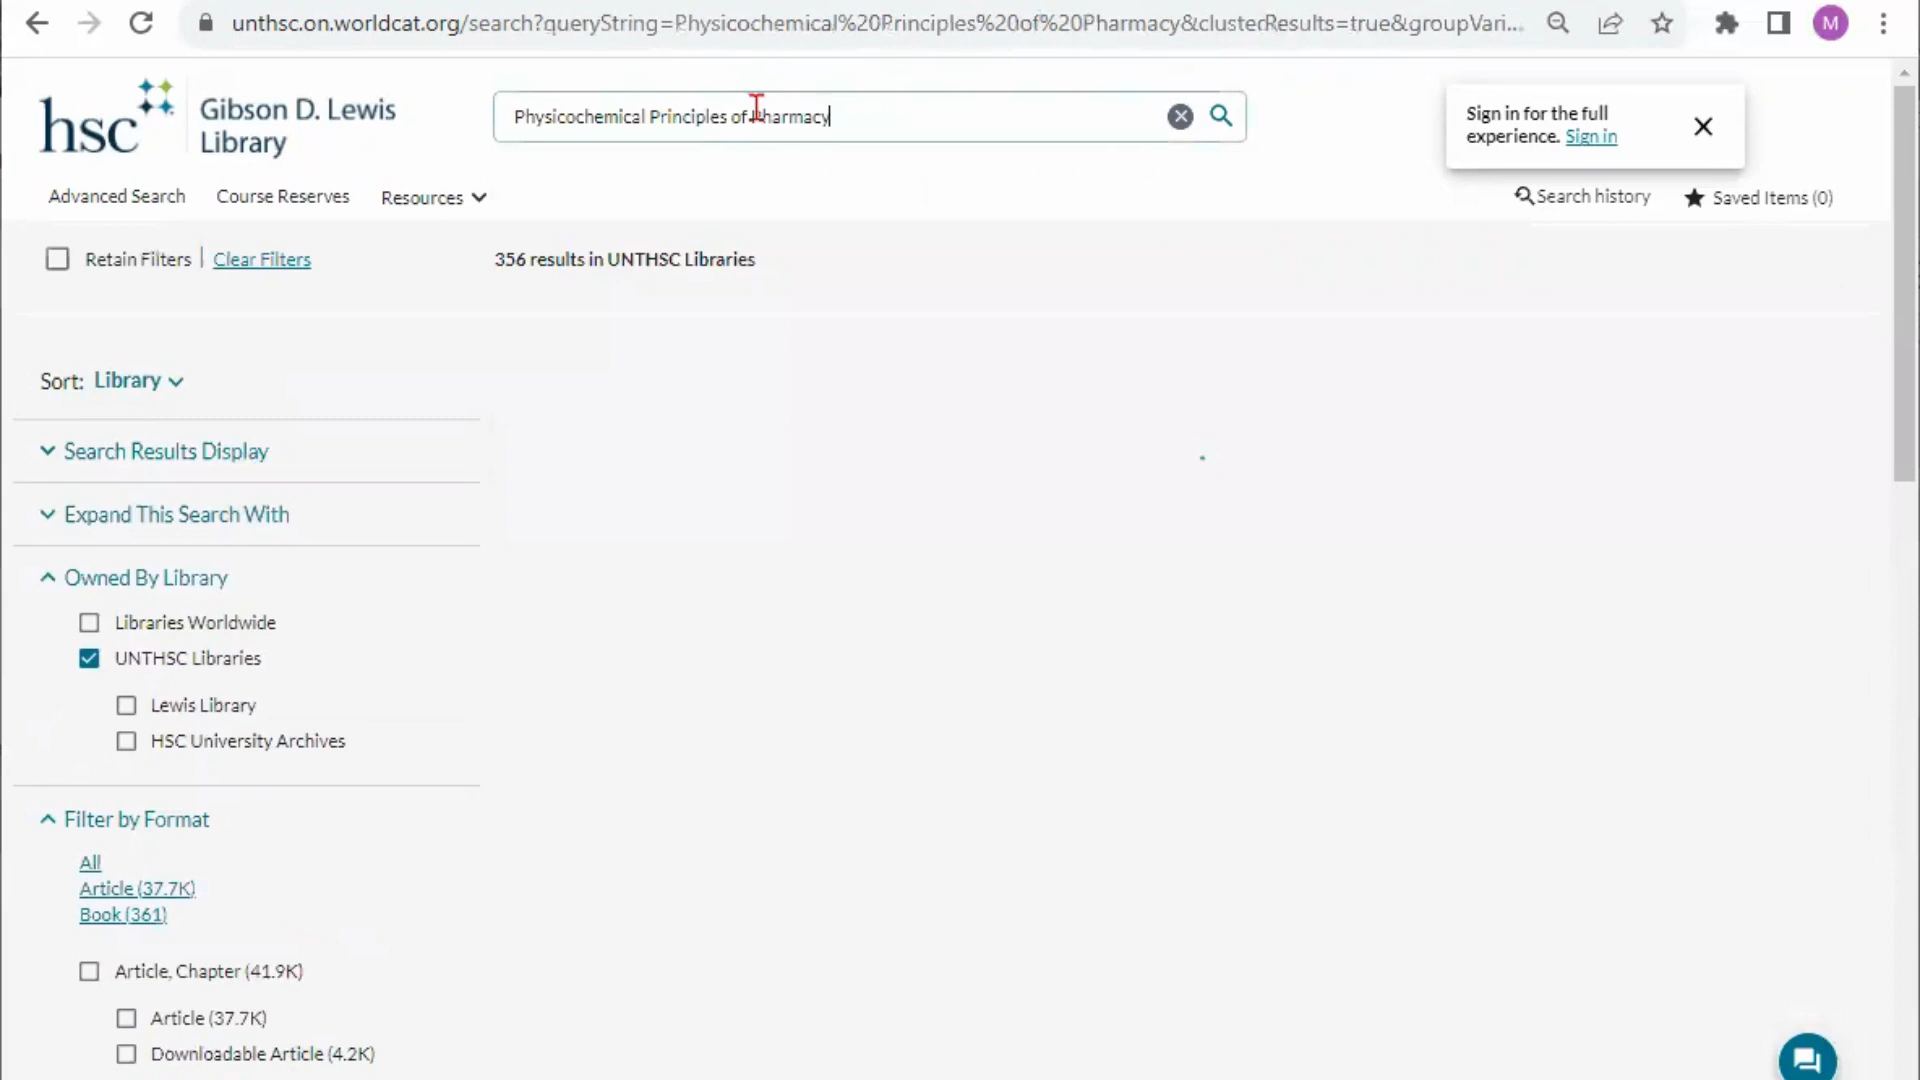 unthsc.on.worldcat.org/search?queryString=Physicochemical%20Principles%20of%20Pharmacy&clusterResults=true&groupVari...
M
hsc
Gibson D. Lewis
Library
Physicochemical Principles of Pharmacy
Sign in for the full
experience. Sign in
Advanced Search
Course Reserves
Resources
Search history
Saved Items (0)
Retain Filters | Clear Filters
356 results in UNTHSC Libraries
Sort: Library
Search Results Display
Expand This Search With
Owned By Library
Libraries Worldwide
UNTHSC Libraries
Lewis Library
HSC University Archives
Filter by Format
All
Article (37.7K)
Book (361)
Article, Chapter (41.9K)
Article (37.7K)
Downloadable Article (4.2K)